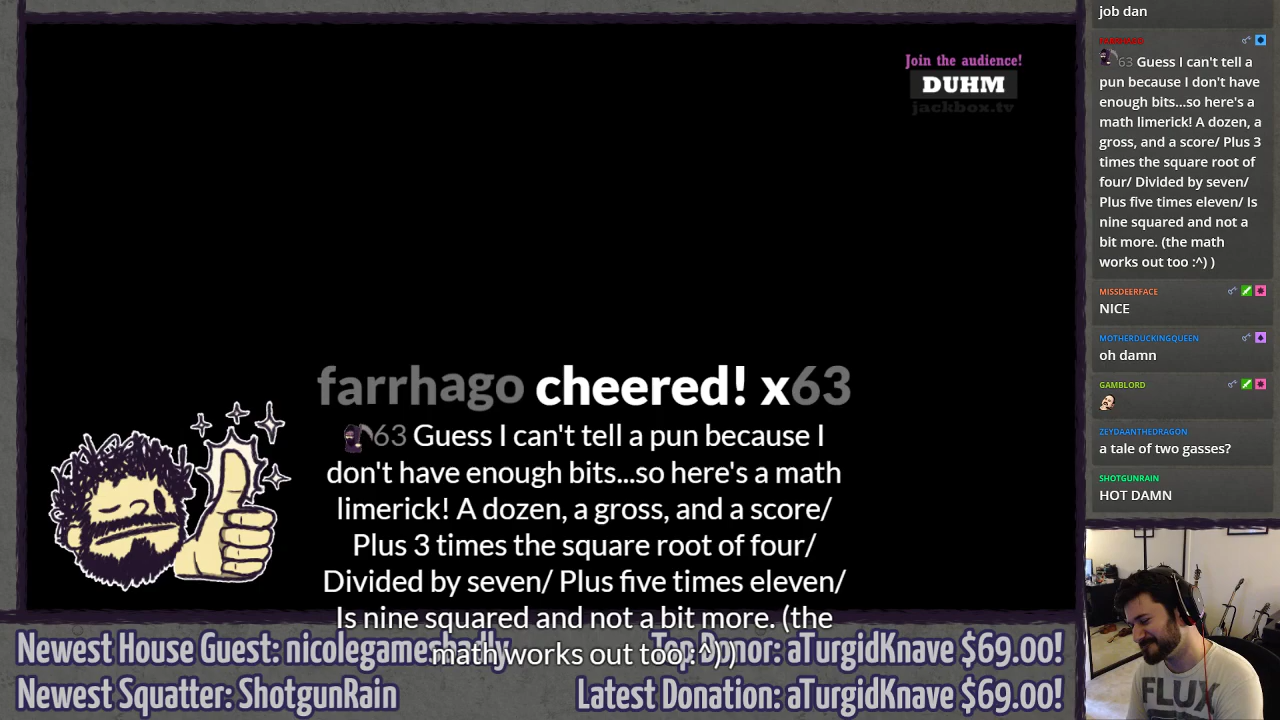 Join the audience!
DUHM
jackbox.tv
farrhago cheered! x63
63 Guess I can't tell a pun because I
don't have enough bits...so here's a math
limerick! A dozen, a gross, and a score/
Plus 3 times the square root of four/
Divided by seven/ Plus five times eleven/
Is nine squared and not a bit more. (the
math works out too :^) )
Newest House Guest: nicolegamesbadly
Top Donor: aTurgidKnave $69.00!
Newest Squatter: ShotgunRain
Latest Donation: aTurgidKnave $69.00!
job dan
FARRHAGO
63 Guess I can't tell a
pun because I don't have
enough bits...so here's a
math limerick! A dozen, a
gross, and a score/ Plus 3
times the square root of
four/ Divided by seven/
Plus five times eleven/ Is
nine squared and not a
bit more. (the math
works out too :^) )
MISSDEERFACE
NICE
MOTHERDUCKINGQUEEN
oh damn
GAMBLORD
ZEYDAANTHEDRAGON
a tale of two gasses?
SHOTGUNRAIN
HOT DAMN
FLUX